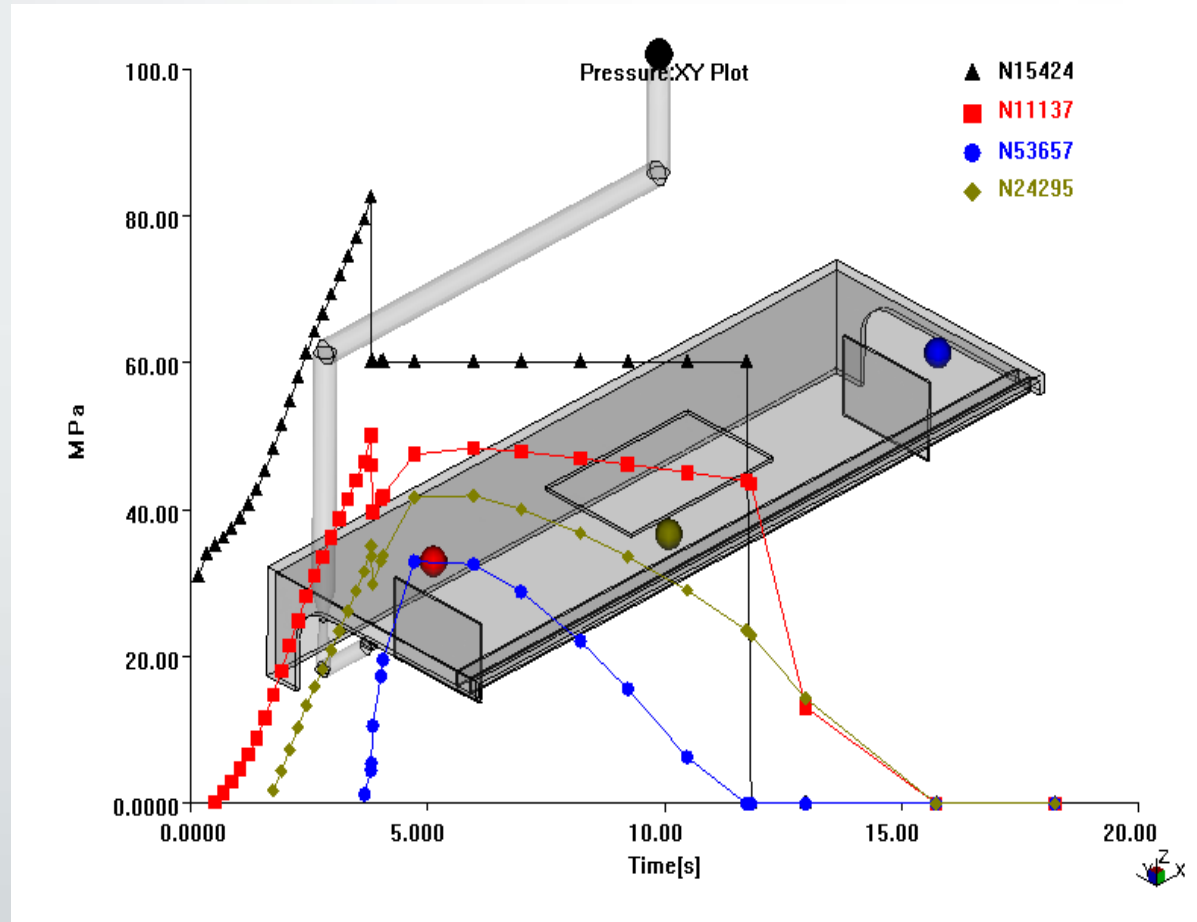 Pressure:XY Plot
N15424
N11137
N53657
N24295
100.0
80.00
60.00
40.00
20.00
0.0000
MPa
0.0000 5.000 10.00 15.00 20.00
Time[s]
Y Z X